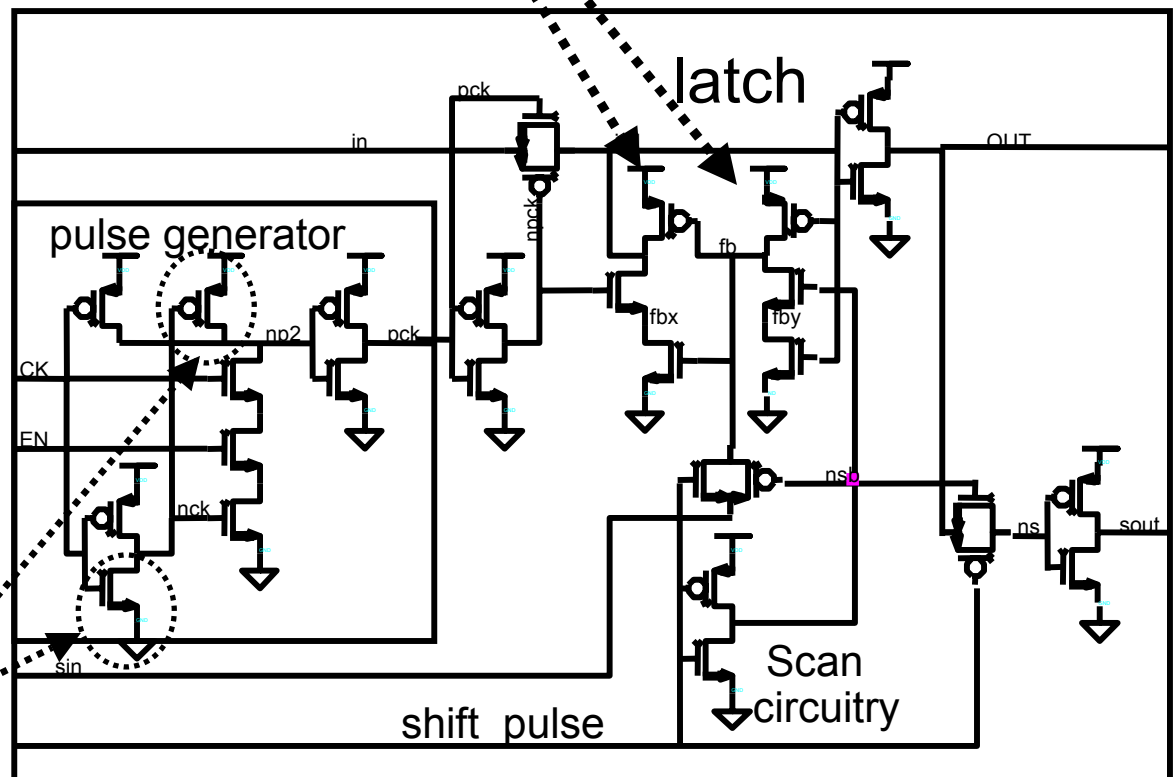 latch
pck
in
OUT
pulse generator
npck
fb
np2
pck
fbx
fby
CK
EN
nsb
nck
ns
sout
sin
Scan
circuitry
shift pulse